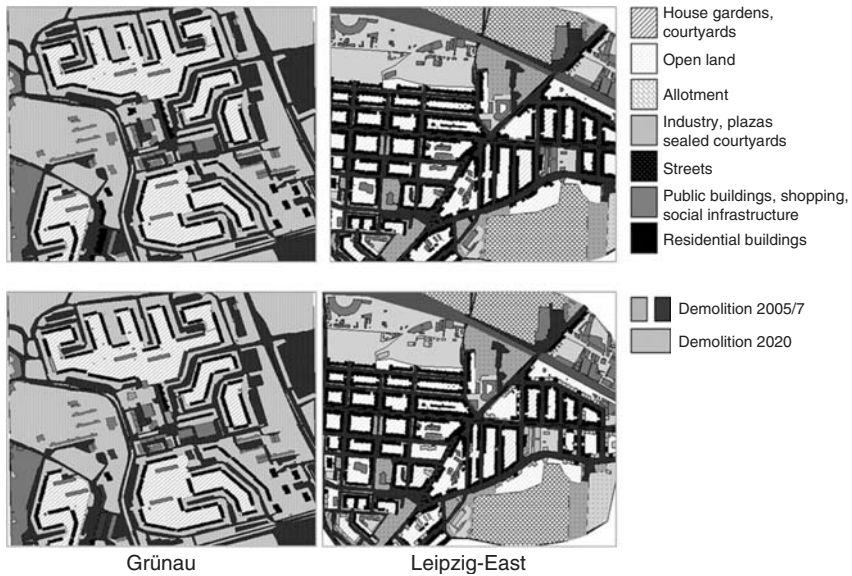 House gardens,
courtyards
Open land
Allotment
Industry, plazas
sealed courtyards
Streets
Public buildings, shopping,
social infrastructure
Residential buildings
Demolition 2005/7
Demolition 2020
Grünau
Leipzig-East